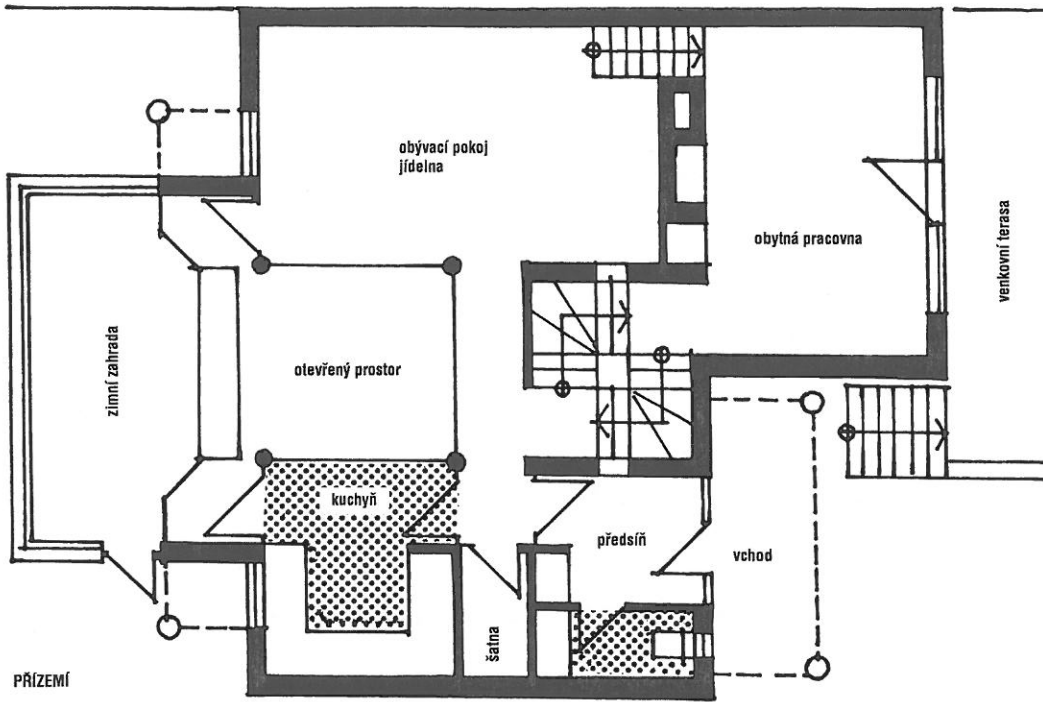 obývací pokoj
jídelna
obytná pracovna
venkovní terasa
zimní zahrada
otevřený prostor
kuchyň
předsíň
vchod
šatna
PŘÍZEMÍ